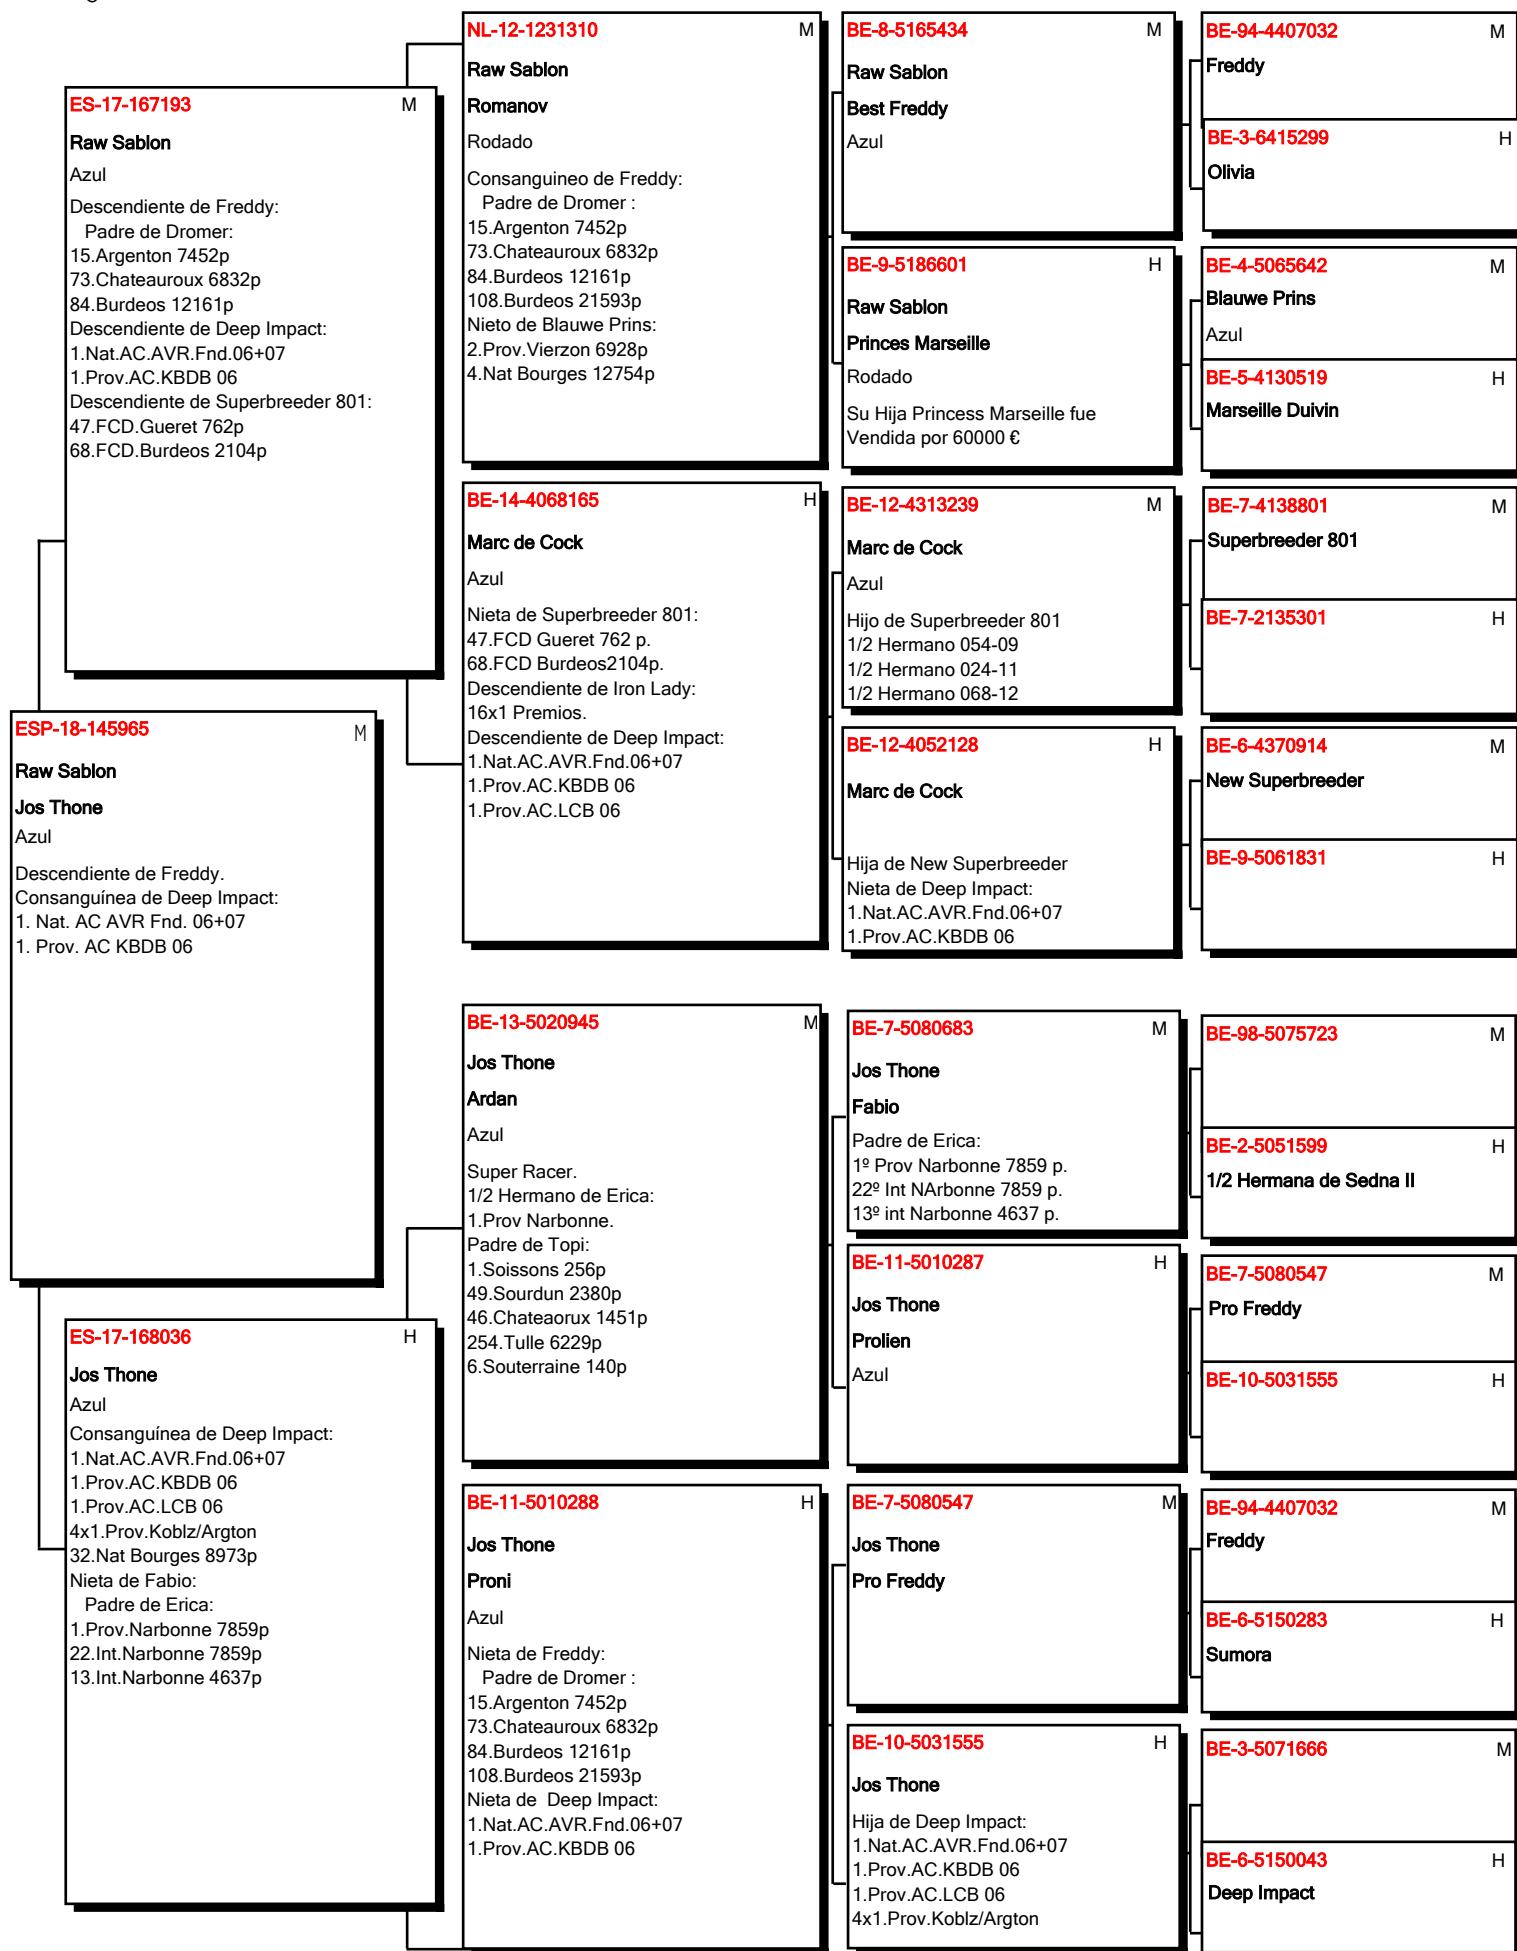 NL-12-1231310 M
Raw Sablon
Romanov
Rodado
Consanguineo de Freddy:
Padre de Dromer :
15.Argenton 7452p
73.Chateauroux 6832p
84.Burdeos 12161p
108.Burdeos 21593p
Nieto de Blauwe Prins:
2.Prov.Vierzon 6928p
4.Nat Bourges 12754p
BE-8-5165434 M
Raw Sablon
Best Freddy
Azul
BE-94-4407032 M
Freddy
BE-3-6415299 H
Olivia
ES-17-167193 M
Raw Sablon
Azul
Descendiente de Freddy:
Padre de Dromer:
15.Argenton 7452p
73.Chateauroux 6832p
84.Burdeos 12161p
Descendiente de Deep Impact:
1.Nat.AC.AVR.Fnd.06+07
1.Prov.AC.KBDB 06
Descendiente de Superbreeder 801:
47.FCD.Gueret 762p
68.FCD.Burdeos 2104p
BE-9-5186601 H
Raw Sablon
Princes Marseille
Rodado
Su Hija Princess Marseille fue
Vendida por 60000 €
BE-4-5065642 M
Blauwe Prins
Azul
BE-5-4130519 H
Marseille Duivin
BE-14-4068165 H
Marc de Cock
Azul
Nieta de Superbreeder 801:
47.FCD Gueret 762 p.
68.FCD Burdeos2104p.
Descendiente de Iron Lady:
16x1 Premios.
Descendiente de Deep Impact:
1.Nat.AC.AVR.Fnd.06+07
1.Prov.AC.KBDB 06
1.Prov.AC.LCB 06
BE-12-4313239 M
Marc de Cock
Azul
Hijo de Superbreeder 801
1/2 Hermano 054-09
1/2 Hermano 024-11
1/2 Hermano 068-12
BE-7-4138801 M
Superbreeder 801
BE-7-2135301 H
BE-12-4052128 H
Marc de Cock
Hija de New Superbreeder
Nieta de Deep Impact:
1.Nat.AC.AVR.Fnd.06+07
1.Prov.AC.KBDB 06
BE-6-4370914 M
New Superbreeder
BE-9-5061831 H
ESP-18-145965 M
Raw Sablon
Jos Thone
Azul
Descendiente de Freddy.
Consanguínea de Deep Impact:
1. Nat. AC AVR Fnd. 06+07
1. Prov. AC KBDB 06
BE-13-5020945 M
Jos Thone
Ardan
Azul
Super Racer.
1/2 Hermano de Erica:
1.Prov Narbonne.
Padre de Topi:
1.Soissons 256p
49.Sourdun 2380p
46.Chateaorux 1451p
254.Tulle 6229p
6.Souterraine 140p
BE-7-5080683 M
Jos Thone
Fabio
Padre de Erica:
1º Prov Narbonne 7859 p.
22º Int NArbonne 7859 p.
13º int Narbonne 4637 p.
BE-98-5075723 M
BE-2-5051599 H
1/2 Hermana de Sedna II
BE-11-5010287 H
Jos Thone
Prolien
Azul
BE-7-5080547 M
Pro Freddy
BE-10-5031555 H
ES-17-168036 H
Jos Thone
Azul
Consanguínea de Deep Impact:
1.Nat.AC.AVR.Fnd.06+07
1.Prov.AC.KBDB 06
1.Prov.AC.LCB 06
4x1.Prov.Koblz/Argton
32.Nat Bourges 8973p
Nieta de Fabio:
Padre de Erica:
1.Prov.Narbonne 7859p
22.Int.Narbonne 7859p
13.Int.Narbonne 4637p
BE-11-5010288 H
Jos Thone
Proni
Azul
Nieta de Freddy:
Padre de Dromer :
15.Argenton 7452p
73.Chateauroux 6832p
84.Burdeos 12161p
108.Burdeos 21593p
Nieta de Deep Impact:
1.Nat.AC.AVR.Fnd.06+07
1.Prov.AC.KBDB 06
BE-7-5080547 M
Jos Thone
Pro Freddy
BE-94-4407032 M
Freddy
BE-6-5150283 H
Sumora
BE-10-5031555 H
Jos Thone
Hija de Deep Impact:
1.Nat.AC.AVR.Fnd.06+07
1.Prov.AC.KBDB 06
1.Prov.AC.LCB 06
4x1.Prov.Koblz/Argton
BE-3-5071666 M
BE-6-5150043 H
Deep Impact